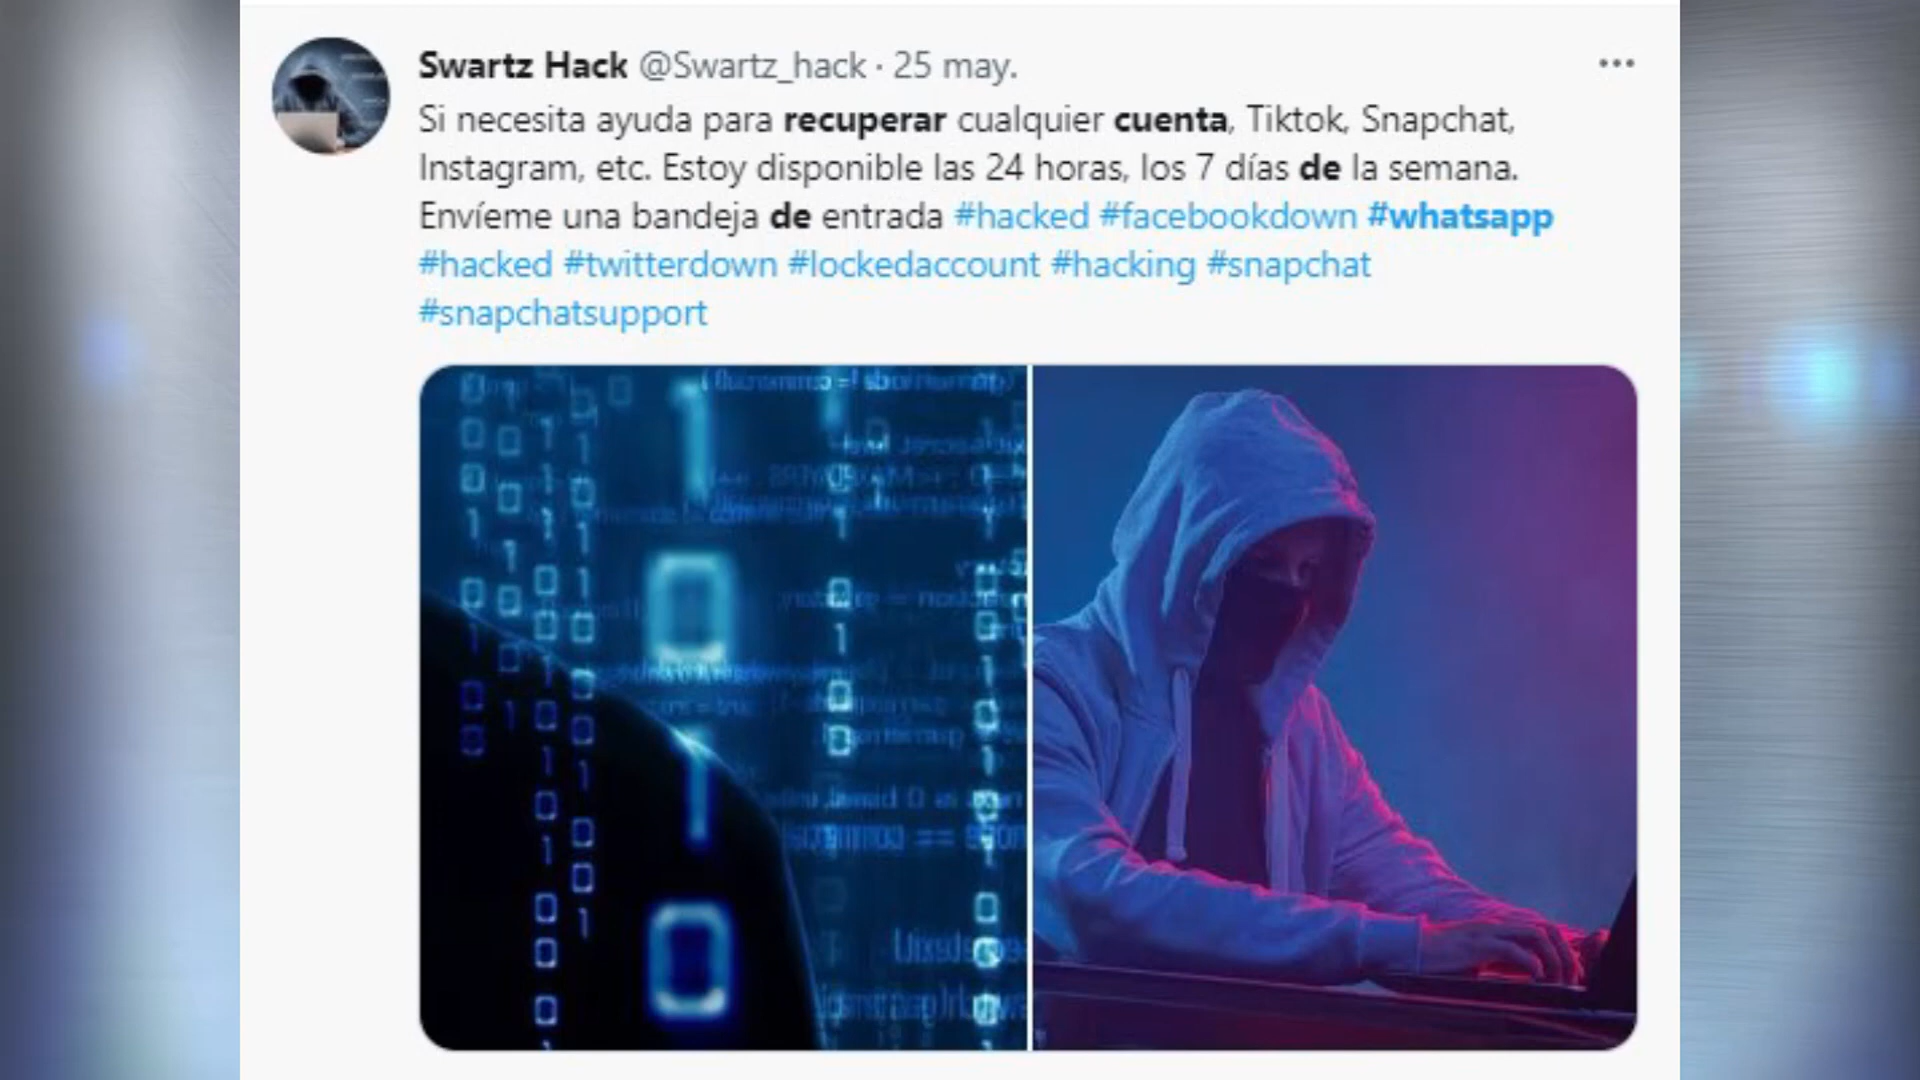 Swartz Hack @Swartz_hack · 25 may.
Si necesita ayuda para recuperar cualquier cuenta, Tiktok, Snapchat,
Instagram, etc. Estoy disponible las 24 horas, los 7 días de la semana.
Envíeme una bandeja de entrada #hacked #facebookdown #whatsapp
#hacked #twitterdown #lockedaccount #hacking #snapchat
#snapchatsupport